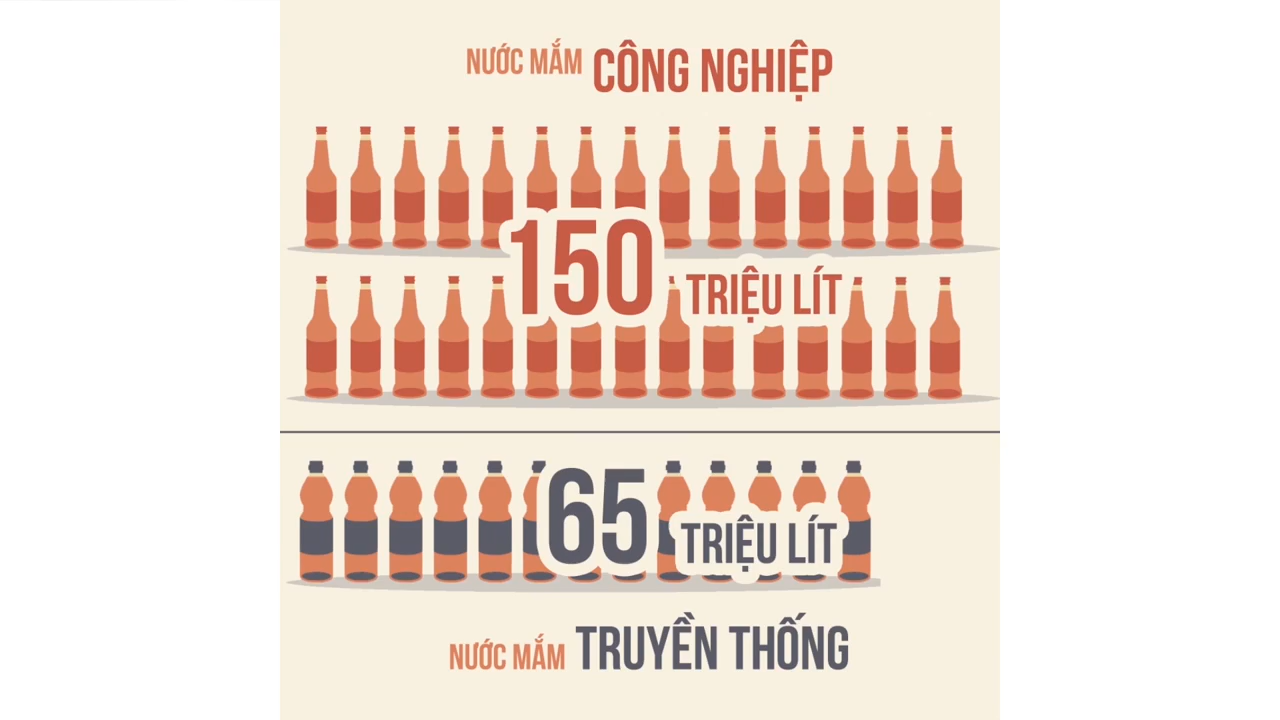 NƯỚC MẮM CÔNG NGHIỆP
150 TRIỆU LÍT
65 TRIỆU LÍT
NƯỚC MẮM TRUYỀN THỐNG